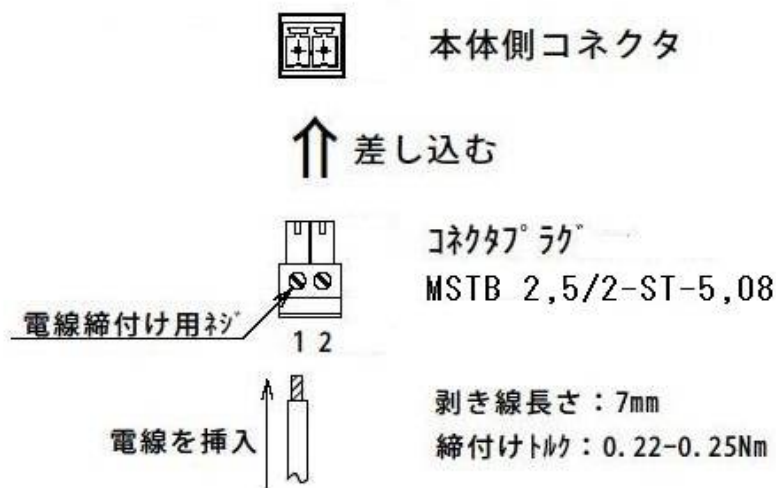 本体側コネクタ
差し込む
コネクタプラグ
MSTB 2,5/2-ST-5,08
電線締付け用ネジ
1 2
剥き線長さ：7mm
電線を挿入
締付けトルク：0.22-0.25Nm